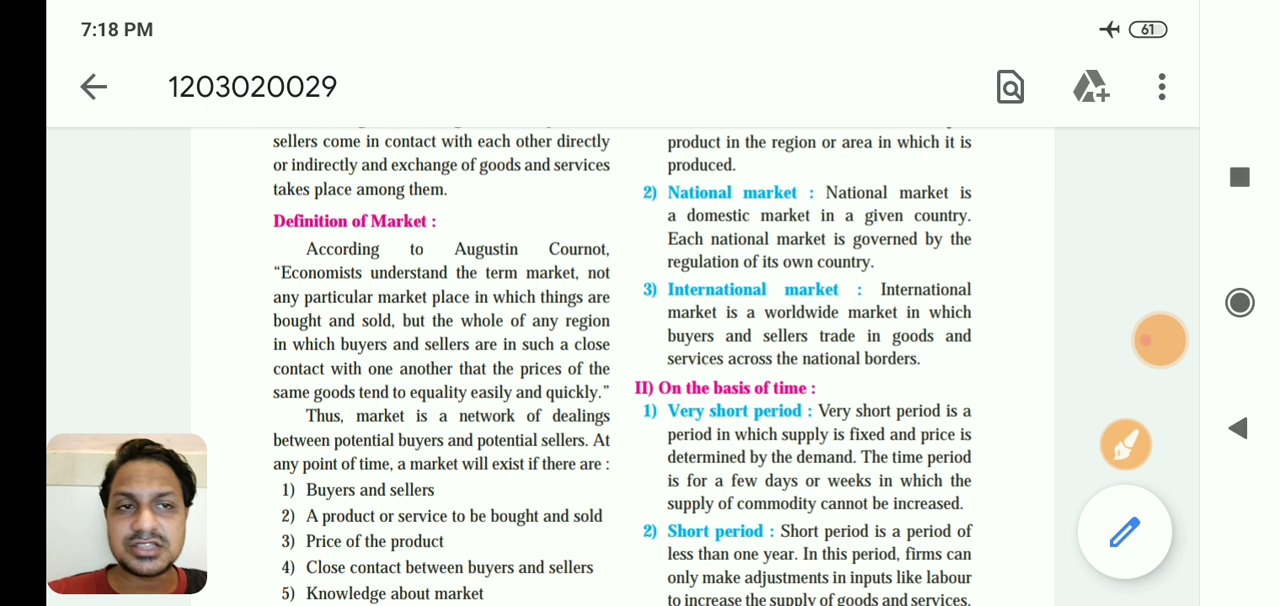 7:18 PM
61
1203020029
sellers come in contact with each other directly
or indirectly and exchange of goods and services
takes place among them.
Definition of Market :
According to Augustin Cournot,
“Economists understand the term market, not
any particular market place in which things are
bought and sold, but the whole of any region
in which buyers and sellers are in such a close
contact with one another that the prices of the
same goods tend to equality easily and quickly.”
Thus, market is a network of dealings
between potential buyers and potential sellers. At
any point of time, a market will exist if there are :
1) Buyers and sellers
2) A product or service to be bought and sold
3) Price of the product
4) Close contact between buyers and sellers
5) Knowledge about market
product in the region or area in which it is
produced.
2) National market : National market is
a domestic market in a given country.
Each national market is governed by the
regulation of its own country.
3) International market : International
market is a worldwide market in which
buyers and sellers trade in goods and
services across the national borders.
II) On the basis of time :
1) Very short period : Very short period is a
period in which supply is fixed and price is
determined by the demand. The time period
is for a few days or weeks in which the
supply of commodity cannot be increased.
2) Short period : Short period is a period of
less than one year. In this period, firms can
only make adjustments in inputs like labour
to increase the supply of goods and services.